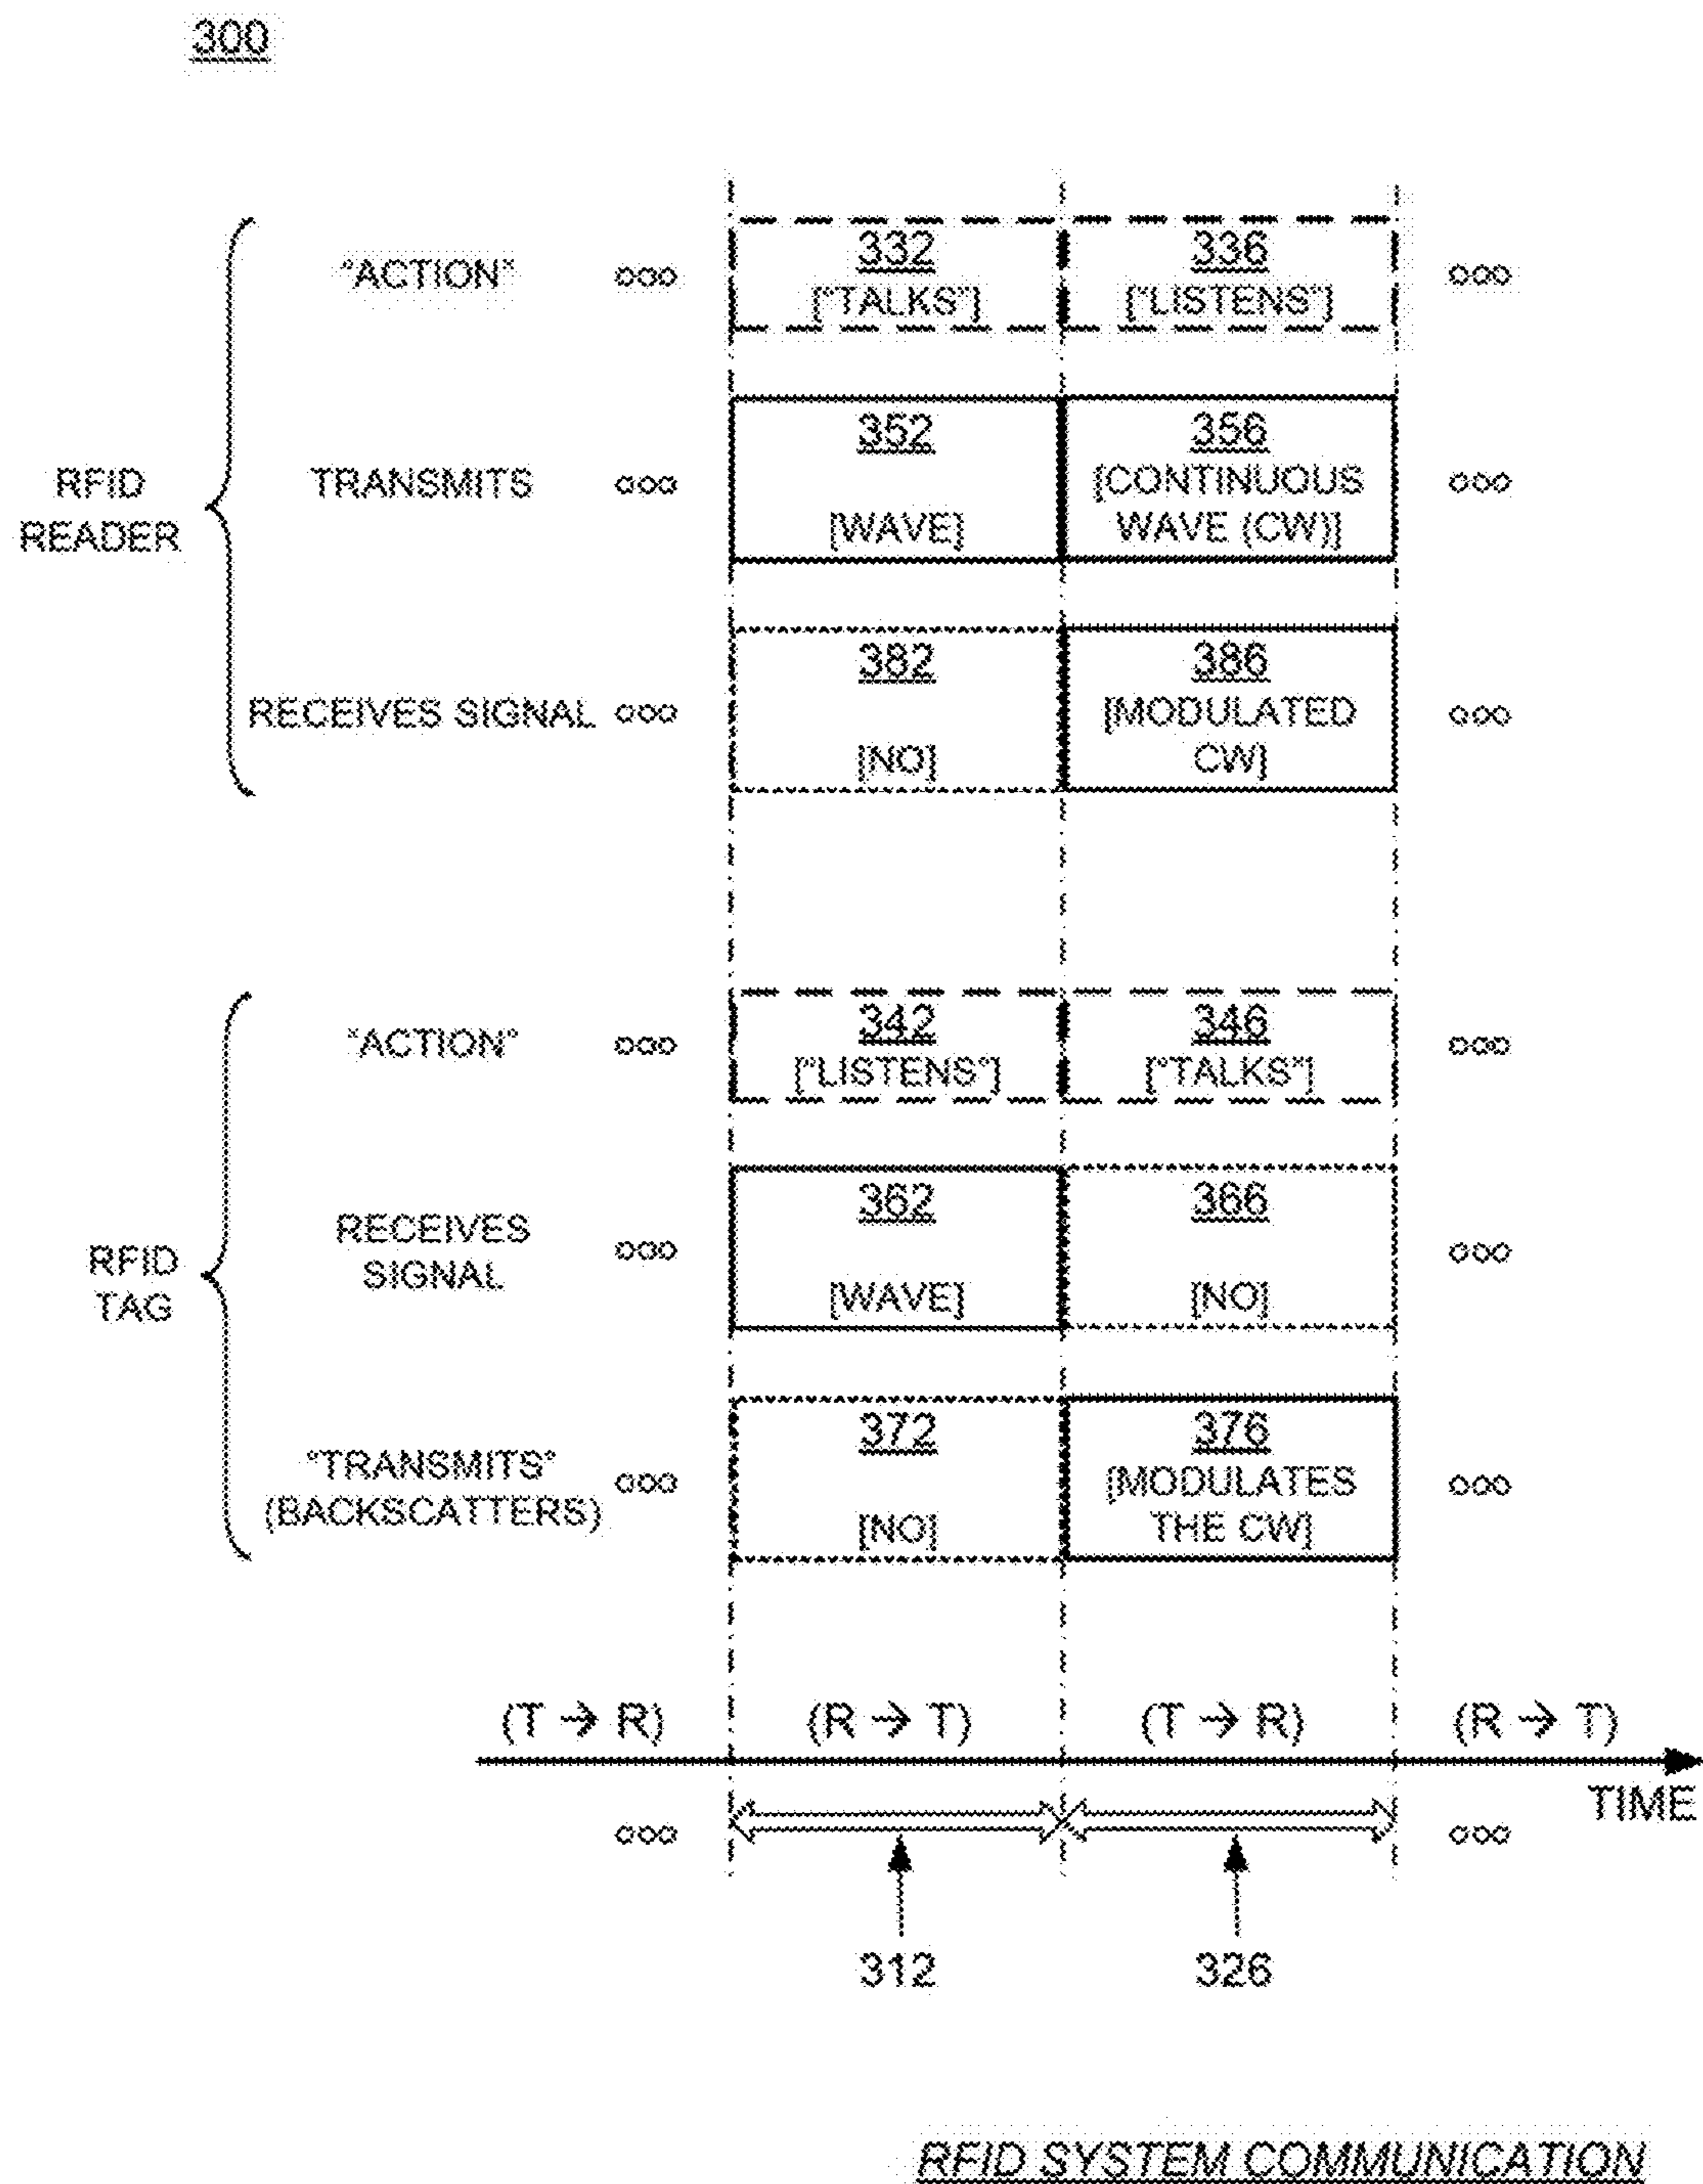 300
"ACTION"
332
["TALKS"]
336
["LISTENS"]
RFID
READER
TRANSMITS
352
[WAVE]
356
[CONTINUOUS
WAVE (CW)]
RECEIVES SIGNAL
382
[NO]
386
[MODULATED
CW]
"ACTION"
342
["LISTENS"]
346
["TALKS"]
RFID
TAG
RECEIVES
SIGNAL
362
[WAVE]
366
[NO]
"TRANSMITS"
(BACKSCATTERS)
372
[NO]
376
[MODULATES
THE CW]
(T → R)
(R → T)
(T → R)
(R → T)
TIME
312
326
RFID SYSTEM COMMUNICATION